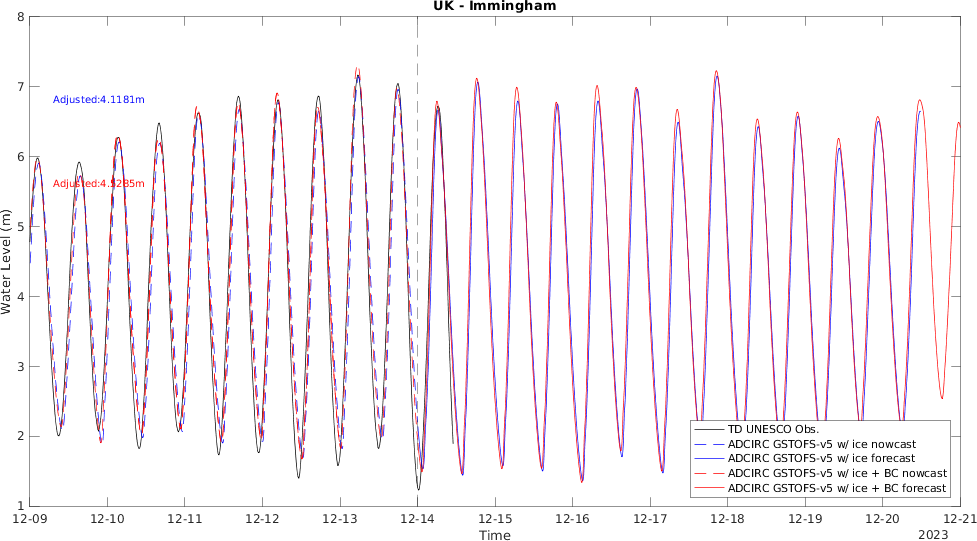 UK - Immingham
8
7
6
5
4
3
2
1
Water Level (m)
Adjusted:4.1181m
12-09
12-10
12-11
12-12
12-13
12-14
12-15
12-16
12-17
12-18
12-19
12-20
12-21
Time
2023
TD UNESCO Obs.
ADCIRC GSTOFS-v5 w/ ice nowcast
ADCIRC GSTOFS-v5 w/ ice forecast
ADCIRC GSTOFS-v5 w/ ice + BC nowcast
ADCIRC GSTOFS-v5 w/ ice + BC forecast